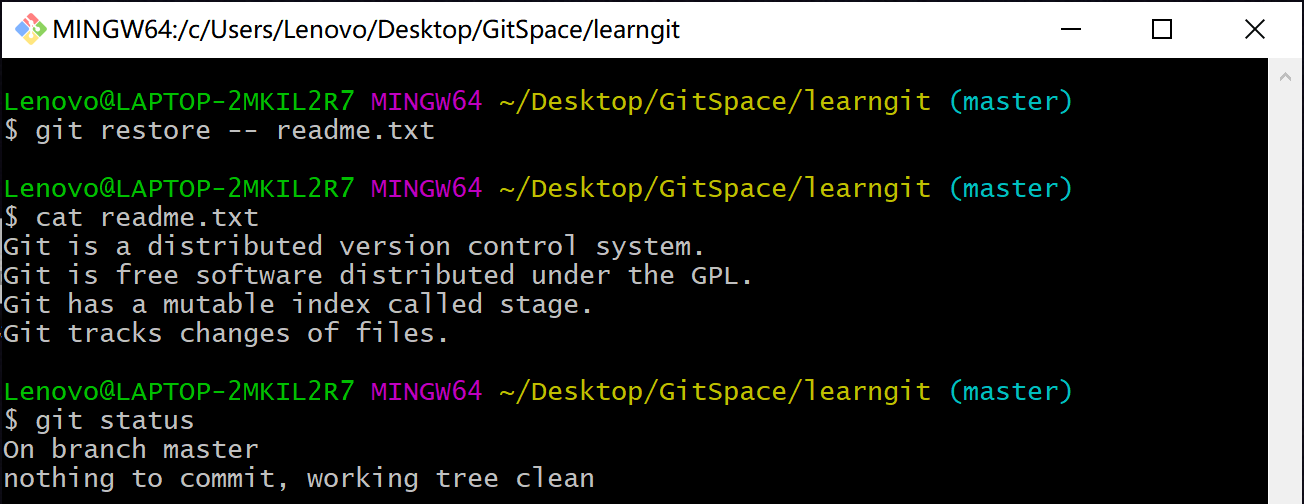 MINGW64:/c/Users/Lenovo/Desktop/GitSpace/learngit
Lenovo@LAPTOP-2MKIL2R7 MINGW64 ~/Desktop/GitSpace/learngit (master)
$ git restore -- readme.txt
Lenovo@LAPTOP-2MKIL2R7 MINGW64 ~/Desktop/GitSpace/learngit (master)
$ cat readme.txt
Git is a distributed version control system.
Git is free software distributed under the GPL.
Git has a mutable index called stage.
Git tracks changes of files.
Lenovo@LAPTOP-2MKIL2R7 MINGW64 ~/Desktop/GitSpace/learngit (master)
$ git status
On branch master
nothing to commit, working tree clean